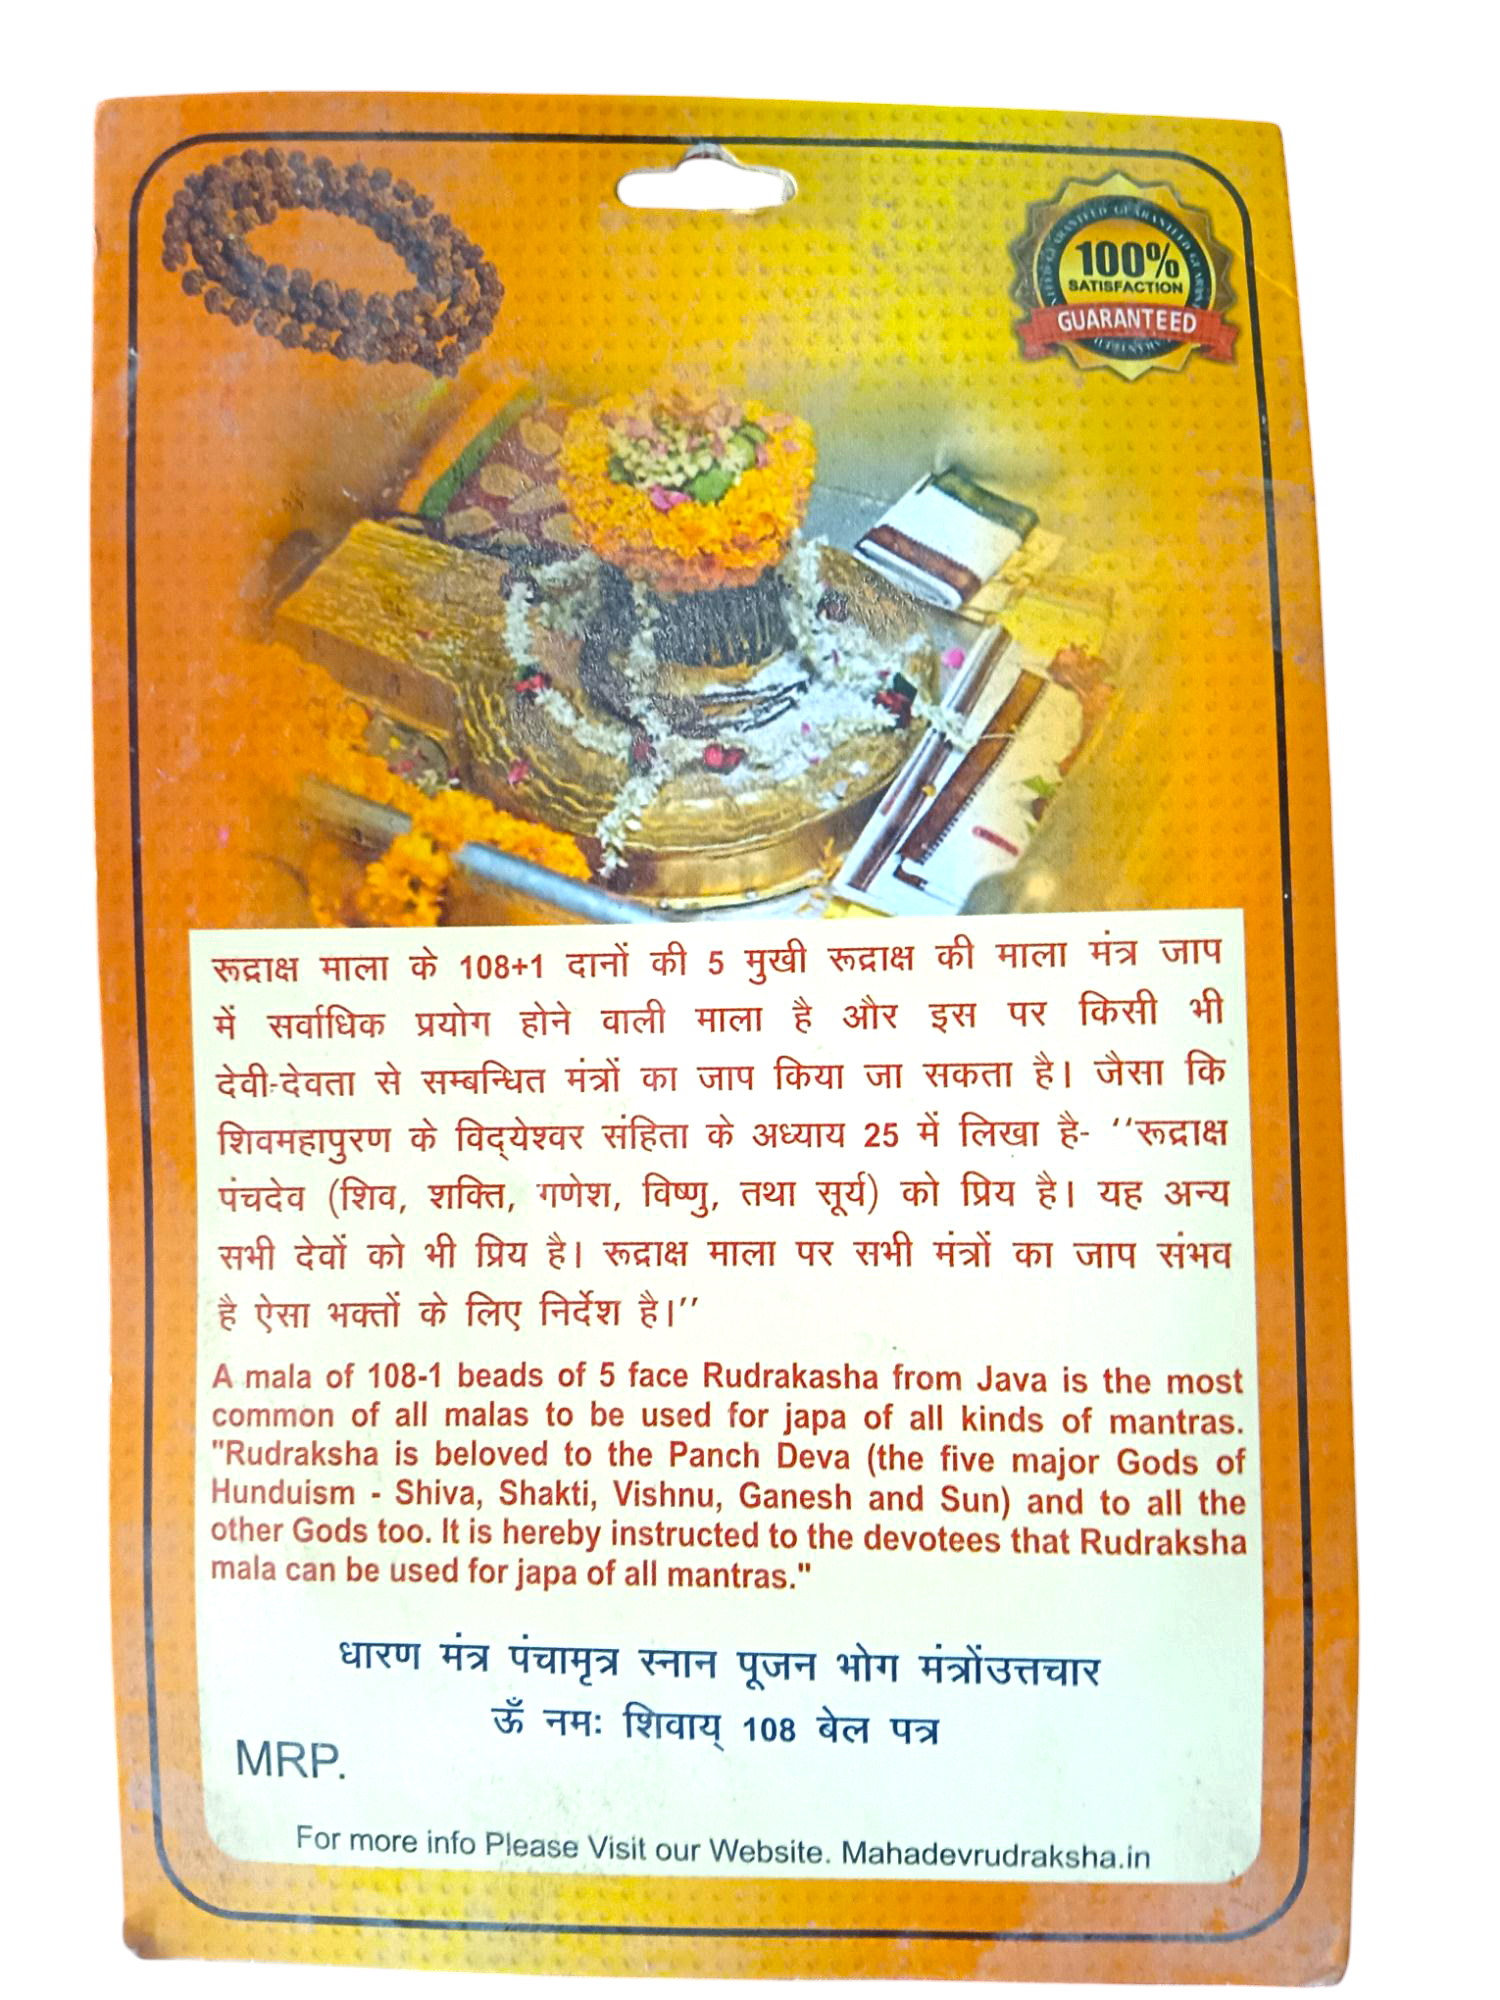 100%
SATISFACTION
GUARANTEED
रूद्राक्ष माला के 108+1 दानों की 5 मुखी रूद्राक्ष की माला मंत्र जाप
में सर्वाधिक प्रयोग होने वाली माला है और इस पर किसी भी
देवी-देवता से सम्बन्धित मंत्रों का जाप किया जा सकता है। जैसा कि
शिवमहापुरण के विद्येश्वर संहिता के अध्याय 25 में लिखा है- ‘‘रूद्राक्ष
पंचदेव (शिव, शक्ति, गणेश, विष्णु, तथा सूर्य) को प्रिय है। यह अन्य
सभी देवों को भी प्रिय है। रूद्राक्ष माला पर सभी मंत्रों का जाप संभव
है ऐसा भक्तों के लिए निर्देश है।’’
A mala of 108-1 beads of 5 face Rudrakasha from Java is the most
common of all malas to be used for japa of all kinds of mantras.
"Rudraksha is beloved to the Panch Deva (the five major Gods of
Hunduism - Shiva, Shakti, Vishnu, Ganesh and Sun) and to all the
other Gods too. It is hereby instructed to the devotees that Rudraksha
mala can be used for japa of all mantras."
धारण मंत्र पंचामृत्र स्नान पूजन भोग मंत्रोंउत्तचार
ऊँ नमः शिवाय् 108 बेल पत्र
MRP.
For more info Please Visit our Website. Mahadevrudraksha.in